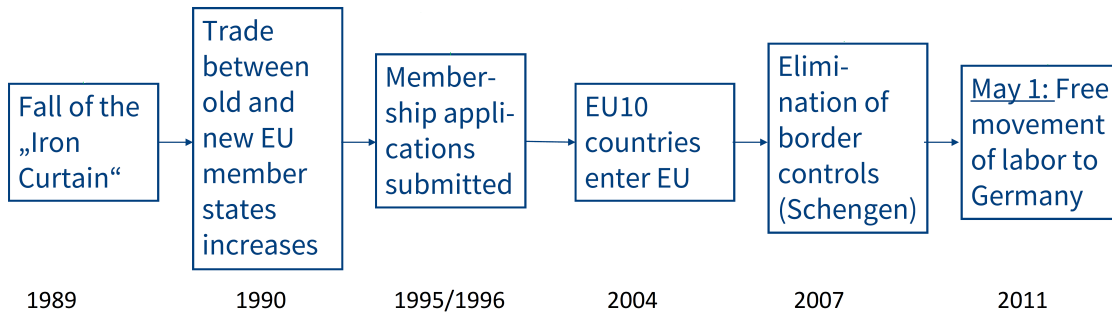 Fall of the
„Iron
Curtain“
Trade
between
old and
new EU
member
states
increases
Member-
ship appli-
cations
submitted
EU10
countries
enter EU
Elimi-
nation of
border
controls
(Schengen)
May 1: Free
movement
of labor to
Germany
1989
1990
1995/1996
2004
2007
2011